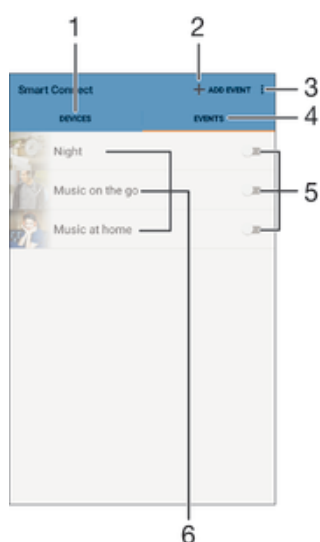 1
2
Smart Connect
ADD EVENT
3
DEVICES
EVENTS
4
Night
Music on the go
5
Music at home
6